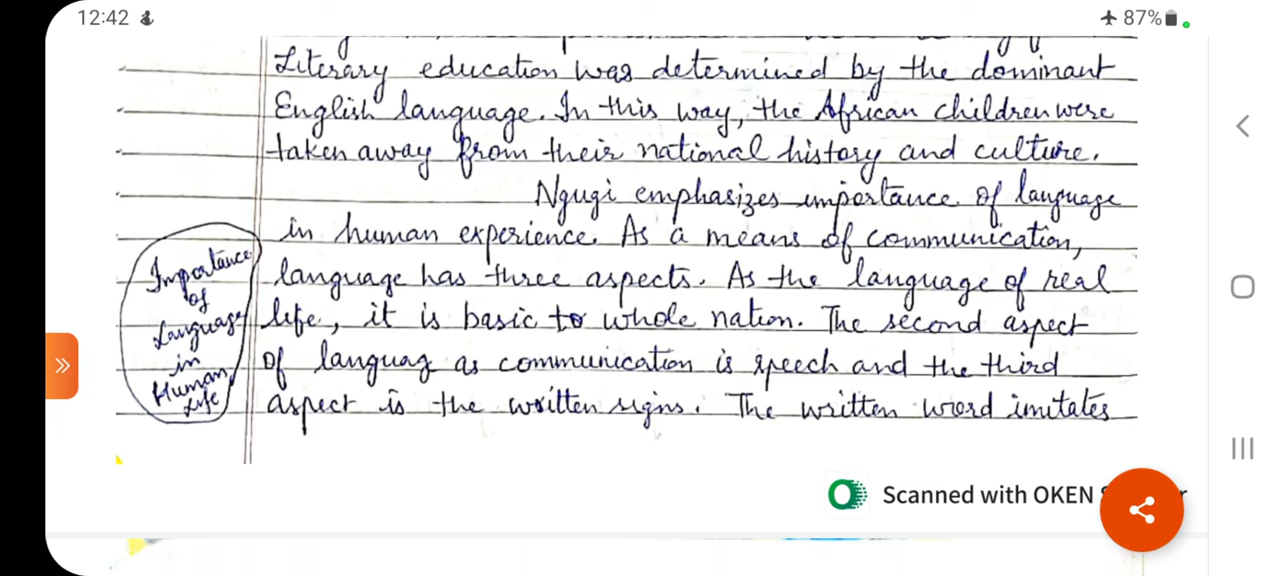 12:42
87%
Literary education was determined by the dominant
English language. In this way, the African children were
taken away from their national history and culture.
Ngugi emphasizes importance of language
in human experience. As a means of communication,
language has three aspects. As the language of real
life, it is basic to whole nation. The second aspect
of languag as communication is speech and the third
aspect is the written signs. The written word imitates
Importance
of
Language
in
Human
Life
Scanned with OKEN